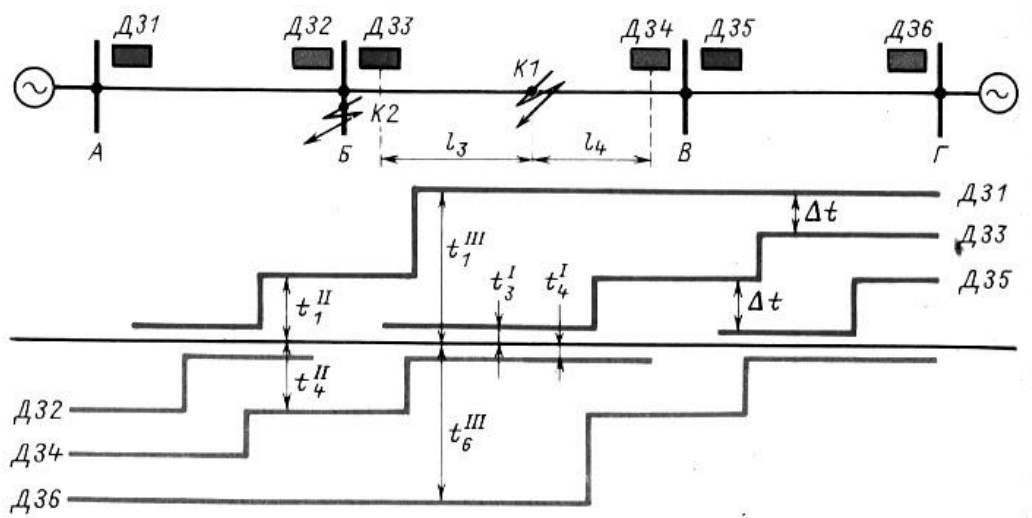 ДЗ1 ДЗ2 ДЗ3 ДЗ4 ДЗ5 ДЗ6
К1
К2
А Б l₃ l₄ В Г
ДЗ1
Δt
ДЗ3
t₁ᴵᴵᴵ
t₃ᴵ t₄ᴵ
ДЗ5
t₁ᴵᴵ
Δt
t₄ᴵᴵ
ДЗ2
t₆ᴵᴵᴵ
ДЗ4
ДЗ6